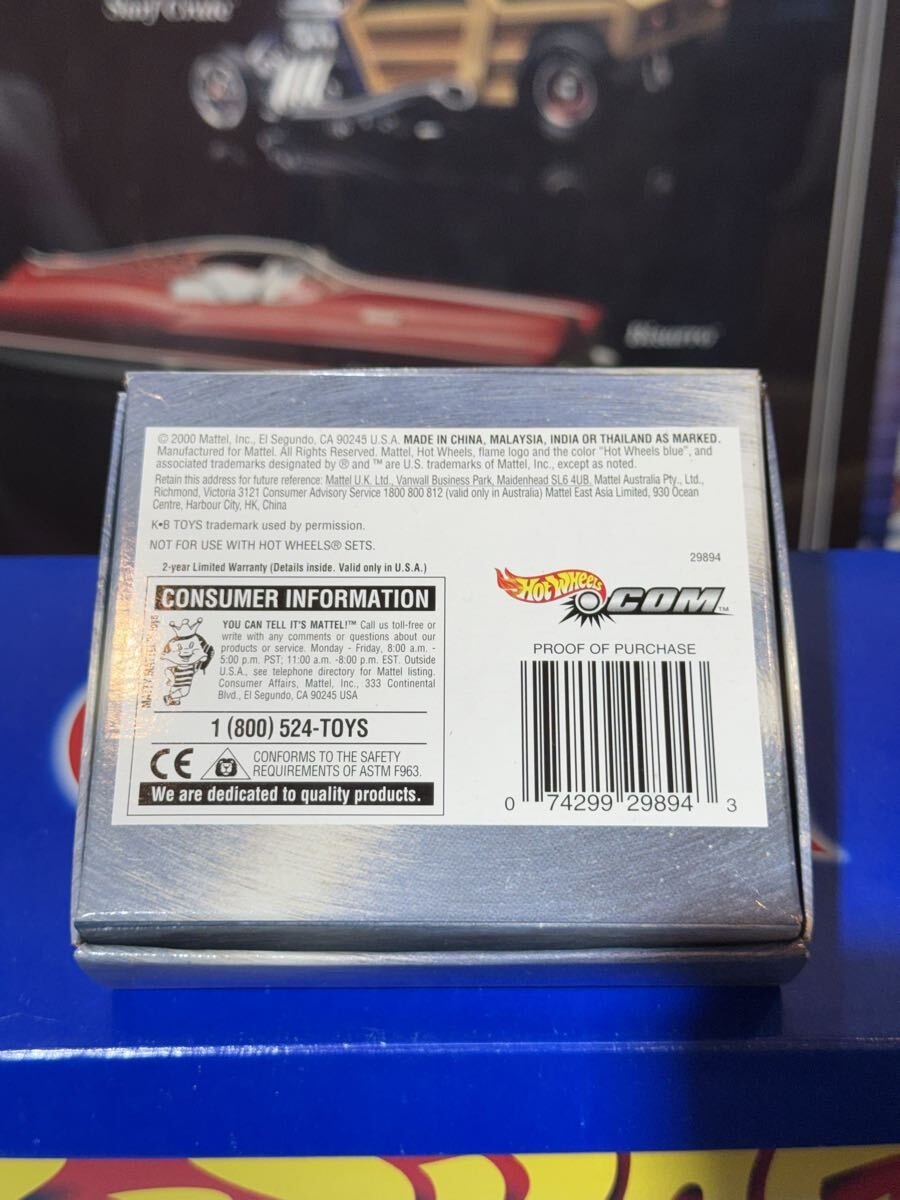 Surf Crate
© 2000 Mattel, Inc., El Segundo, CA 90245 U.S.A. MADE IN CHINA, MALAYSIA, INDIA OR THAILAND AS MARKED.
Manufactured for Mattel. All Rights Reserved. Mattel, Hot Wheels, flame logo and the color "Hot Wheels blue", and
associated trademarks designated by ® and ™ are U.S. trademarks of Mattel, Inc., except as noted.
Retain this address for future reference: Mattel U.K. Ltd., Vanwall Business Park, Maidenhead SL6 4UB. Mattel Australia Pty., Ltd.,
Richmond, Victoria 3121 Consumer Advisory Service 1800 800 812 (valid only in Australia) Mattel East Asia Limited, 930 Ocean
Centre, Harbour City, HK, China
K•B TOYS trademark used by permission.
NOT FOR USE WITH HOT WHEELS® SETS.
29894
2-year Limited Warranty (Details inside. Valid only in U.S.A.)
CONSUMER INFORMATION
YOU CAN TELL IT'S MATTEL!™ Call us toll-free or
write with any comments or questions about our
products or service. Monday - Friday, 8:00 a.m. -
5:00 p.m. PST; 11:00 a.m. -8:00 p.m. EST. Outside
U.S.A., see telephone directory for Mattel listing.
Consumer Affairs, Mattel, Inc., 333 Continental
Blvd., El Segundo, CA 90245 USA
1 (800) 524-TOYS
CE
CONFORMS TO THE SAFETY
REQUIREMENTS OF ASTM F963.
We are dedicated to quality products.
Hot Wheels
.COM™
PROOF OF PURCHASE
0 74299 29894 3